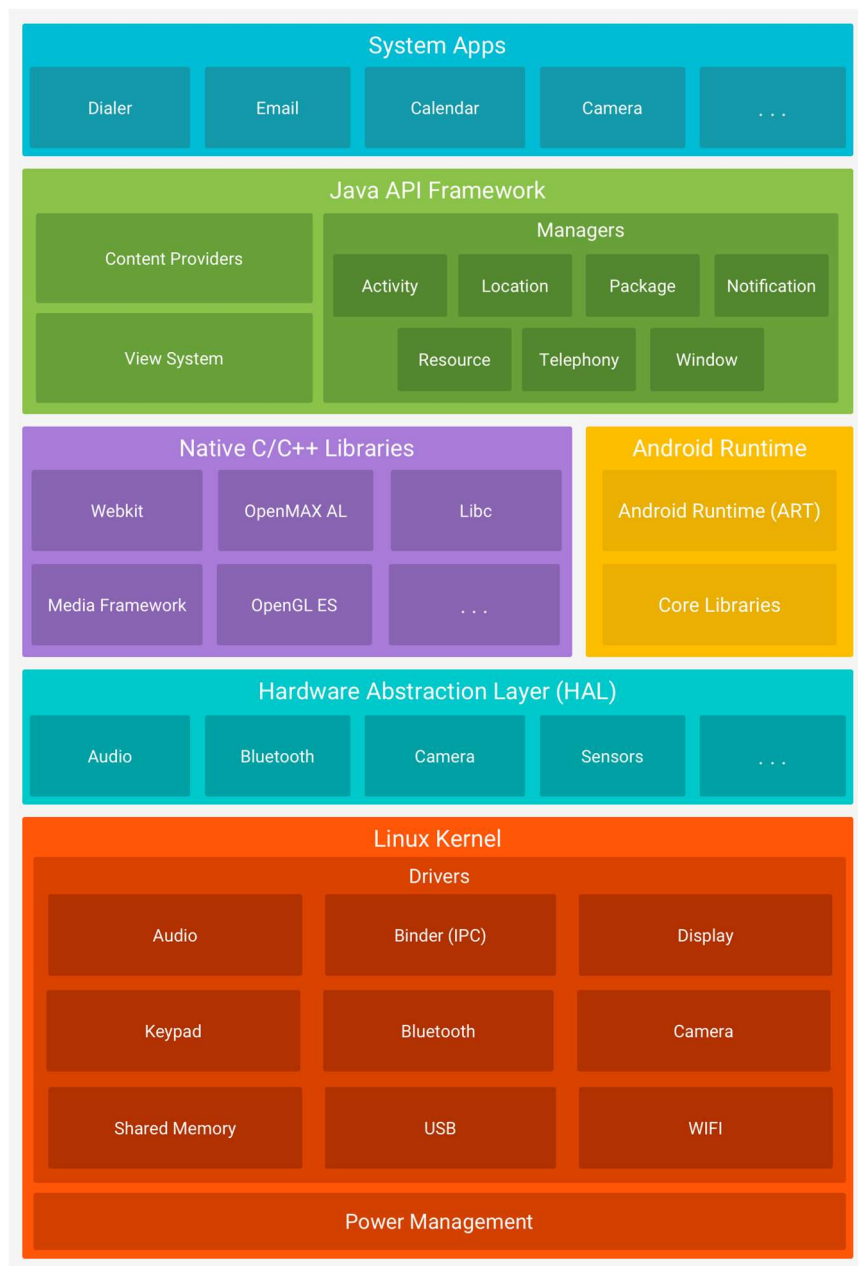 System Apps
Dialer
Email
Calendar
Camera
. . .
Java API Framework
Content Providers
View System
Managers
Activity
Location
Package
Notification
Resource
Telephony
Window
Native C/C++ Libraries
Webkit
OpenMAX AL
Libc
Media Framework
OpenGL ES
. . .
Android Runtime
Android Runtime (ART)
Core Libraries
Hardware Abstraction Layer (HAL)
Audio
Bluetooth
Camera
Sensors
. . .
Linux Kernel
Drivers
Audio
Binder (IPC)
Display
Keypad
Bluetooth
Camera
Shared Memory
USB
WIFI
Power Management